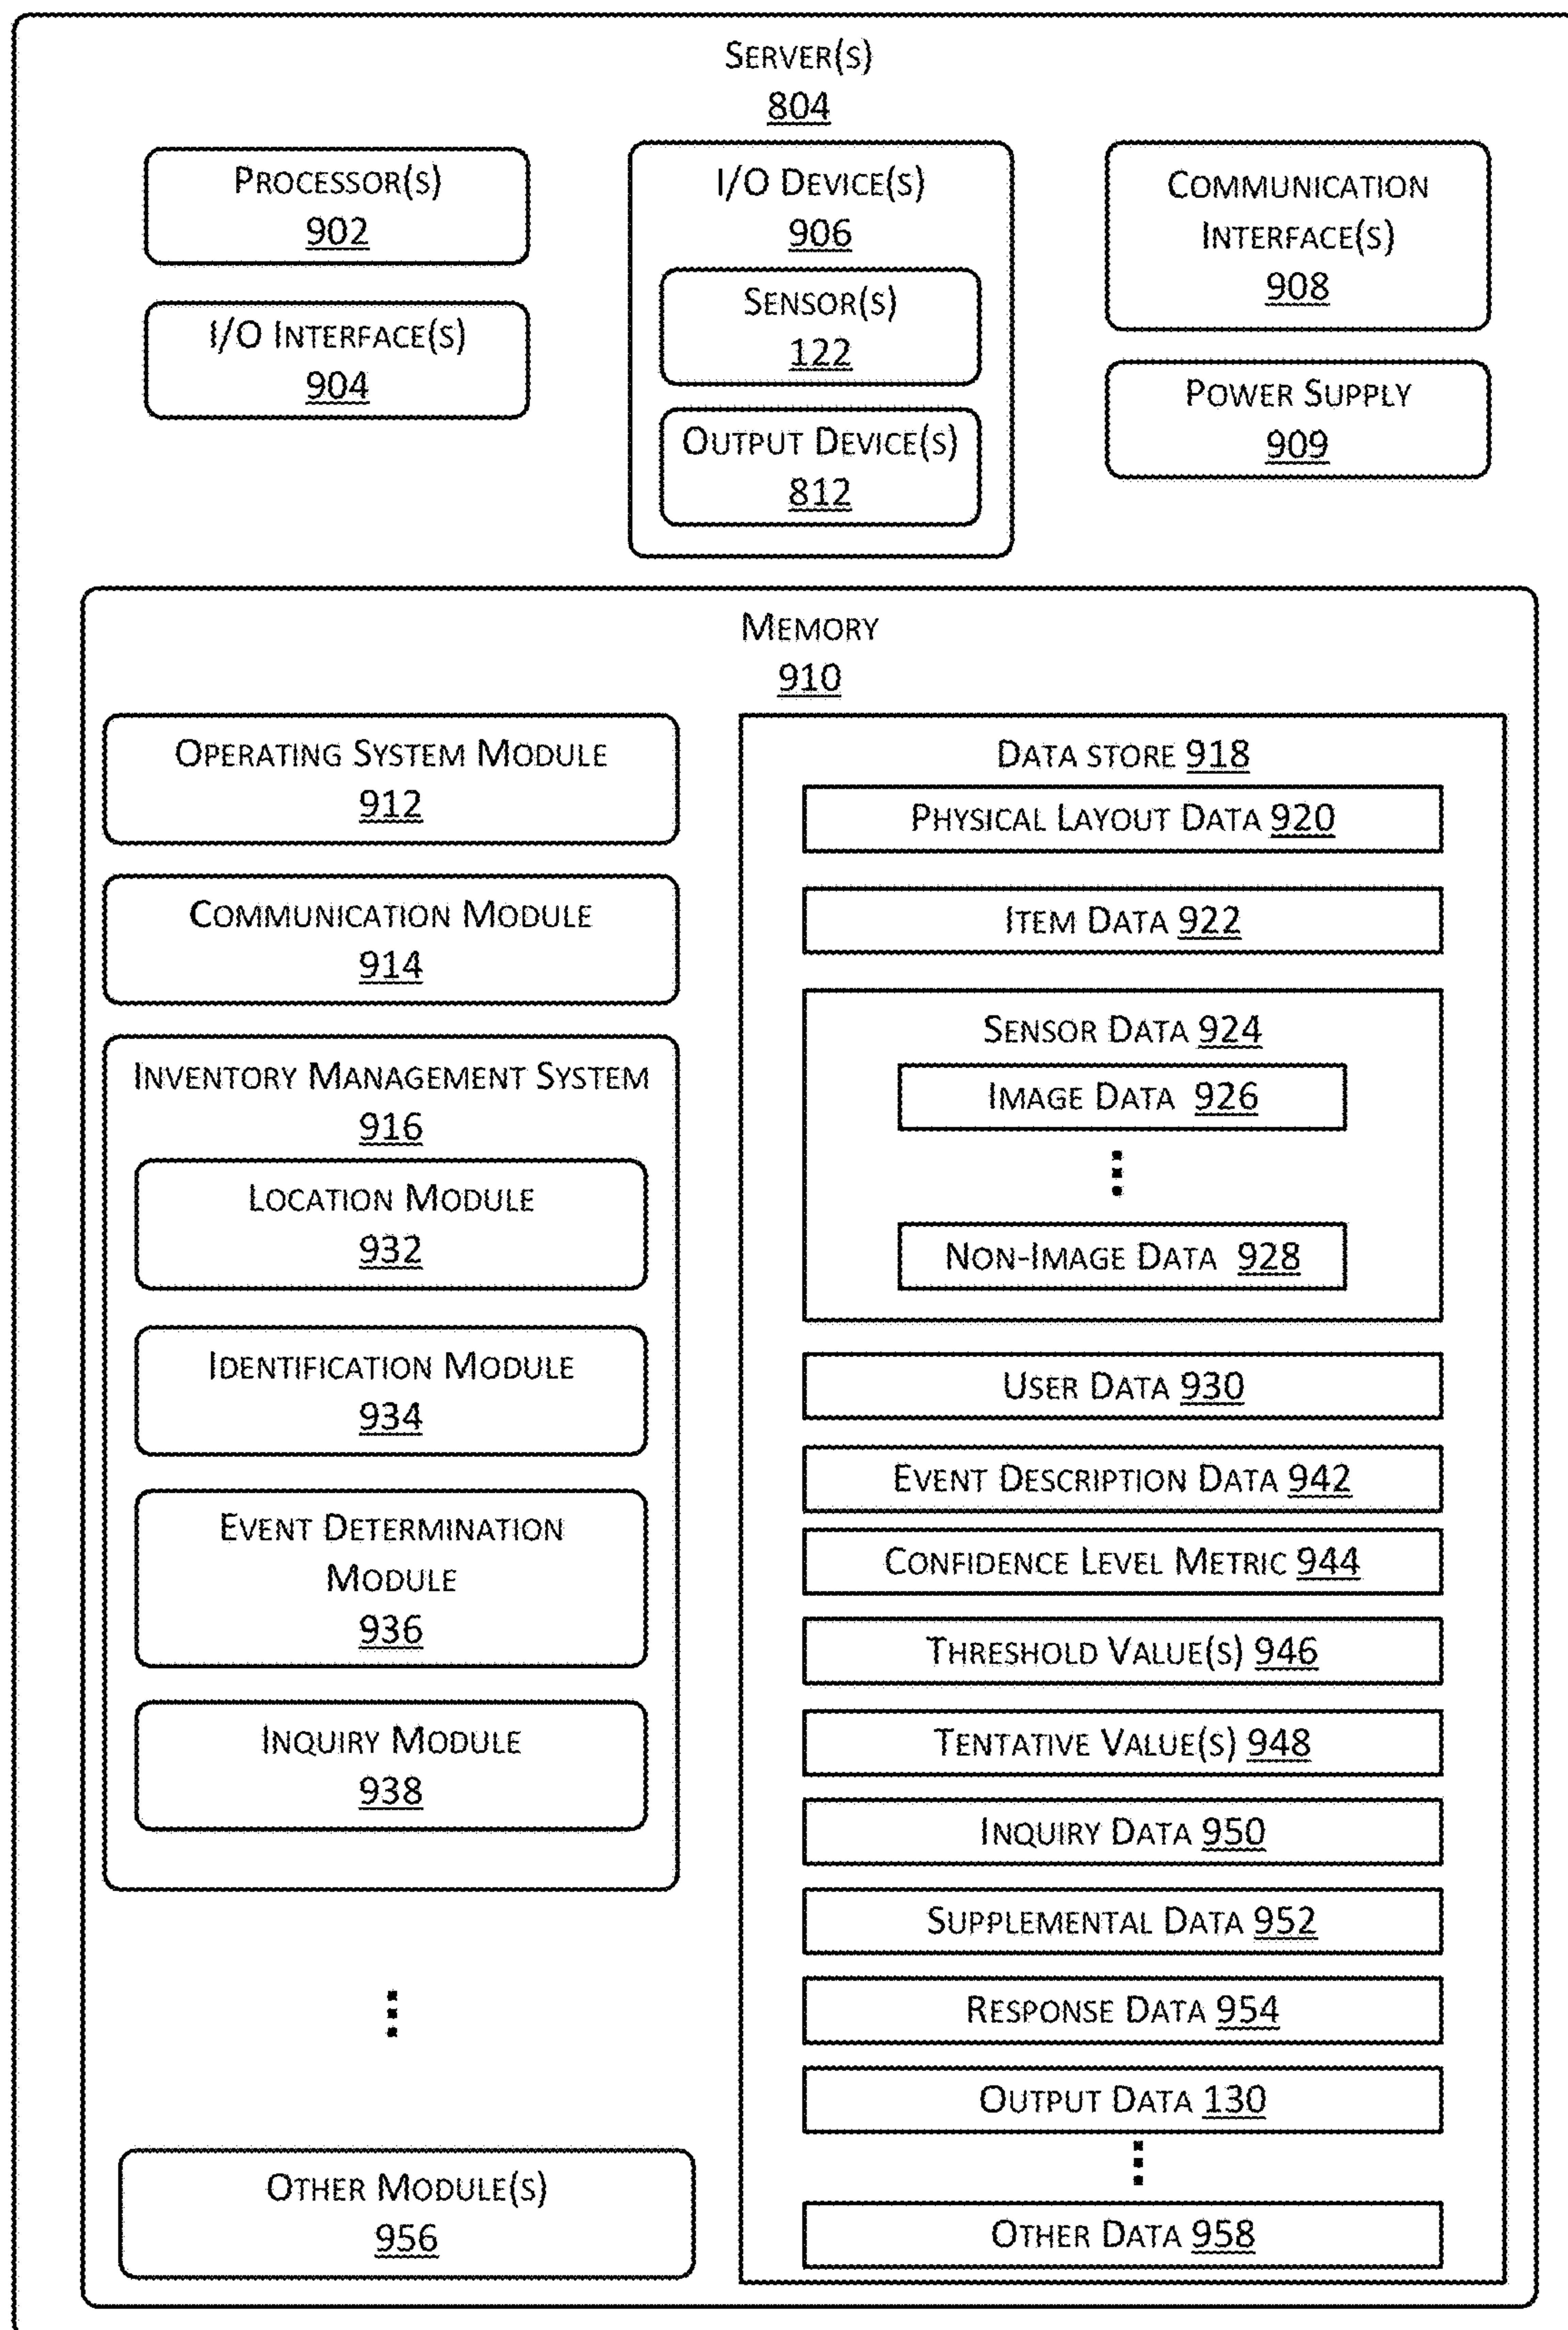 SERVER(S)
804
PROCESSOR(S)
902
I/O INTERFACE(S)
904
I/O DEVICE(S)
906
SENSOR(S)
122
OUTPUT DEVICE(S)
812
COMMUNICATION
INTERFACE(S)
908
POWER SUPPLY
909
MEMORY
910
OPERATING SYSTEM MODULE
912
COMMUNICATION MODULE
914
INVENTORY MANAGEMENT SYSTEM
916
LOCATION MODULE
932
IDENTIFICATION MODULE
934
EVENT DETERMINATION
MODULE
936
INQUIRY MODULE
938
OTHER MODULE(S)
956
DATA STORE 918
PHYSICAL LAYOUT DATA 920
ITEM DATA 922
SENSOR DATA 924
IMAGE DATA 926
NON-IMAGE DATA 928
USER DATA 930
EVENT DESCRIPTION DATA 942
CONFIDENCE LEVEL METRIC 944
THRESHOLD VALUE(S) 946
TENTATIVE VALUE(S) 948
INQUIRY DATA 950
SUPPLEMENTAL DATA 952
RESPONSE DATA 954
OUTPUT DATA 130
OTHER DATA 958